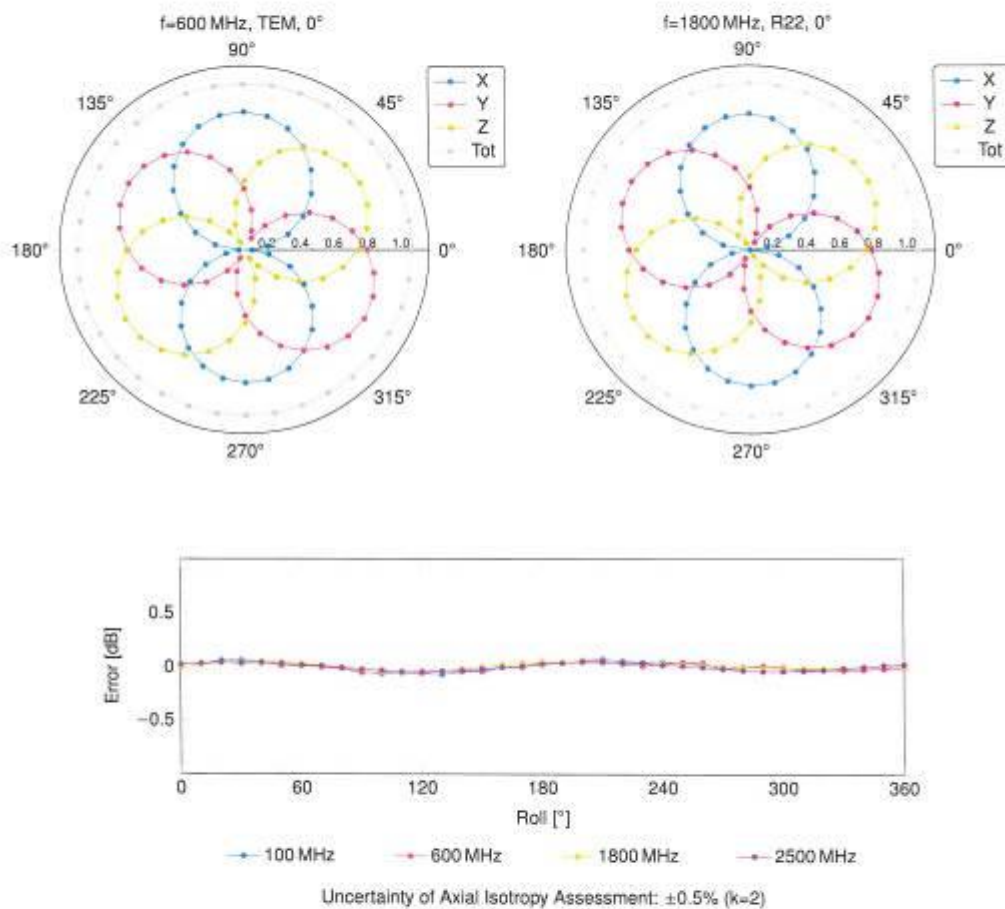 f=600 MHz, TEM, 0°
90°
135°
45°
X
Y
Z
Tot
180°
0.2 0.4 0.6 0.8 1.0
0°
225°
315°
270°
f=1800 MHz, R22, 0°
90°
135°
45°
X
Y
Z
Tot
180°
0.2 0.4 0.6 0.8 1.0
0°
225°
315°
270°
Error [dB]
0.5
0
−0.5
0 60 120 180 240 300 360
Roll [°]
100 MHz 600 MHz 1800 MHz 2500 MHz
Uncertainty of Axial Isotropy Assessment: ±0.5% (k=2)